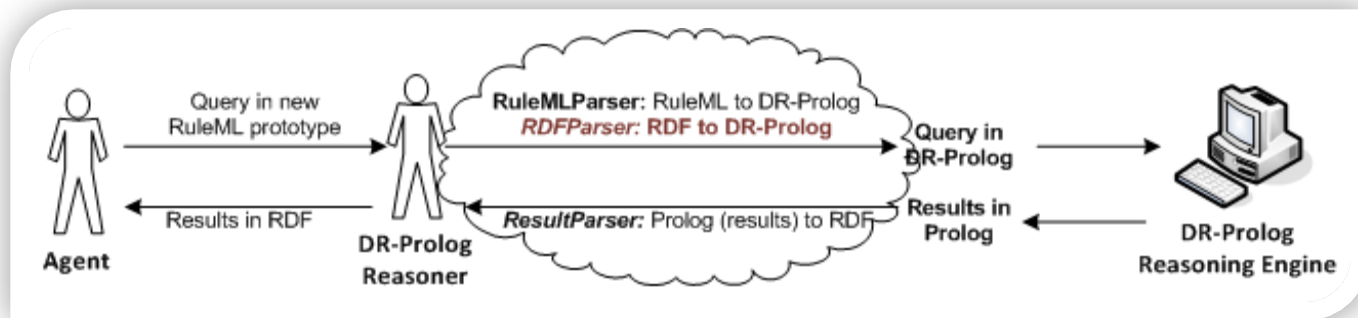 Query in new
RuleML prototype
RuleMLParser: RuleML to DR-Prolog
RDFParser: RDF to DR-Prolog
Query in
DR-Prolog
Results in RDF
ResultParser: Prolog (results) to RDF
Results in
Prolog
Agent
DR-Prolog
Reasoner
DR-Prolog
Reasoning Engine